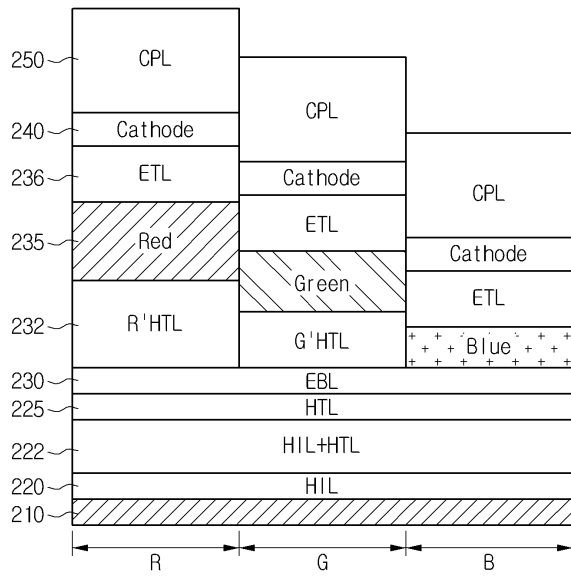 250
CPL
CPL
240
Cathode
CPL
236
ETL
Cathode
235
Red
ETL
Cathode
Green
ETL
232
R'HTL
G'HTL
Blue
230
EBL
225
HTL
222
HIL+HTL
220
HIL
210
R
G
B